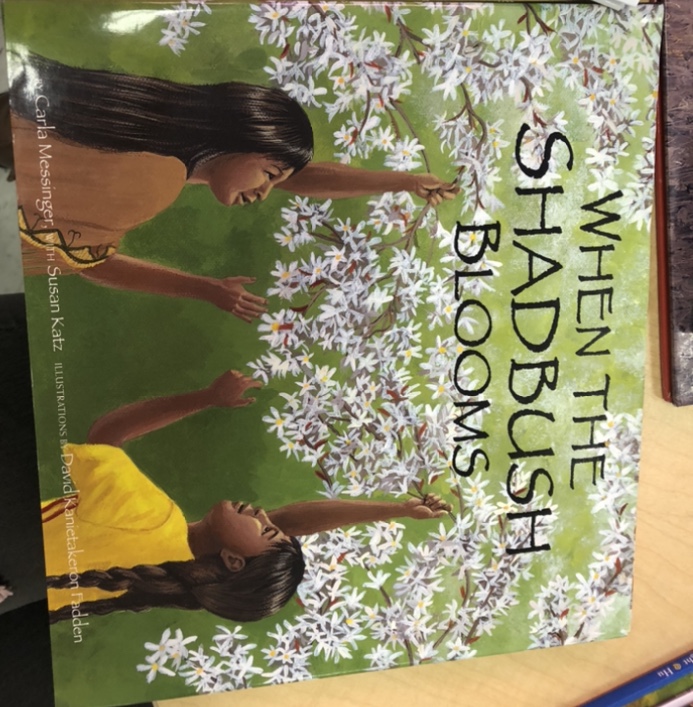 WHEN THE
SHADBUSH
BLOOMS
Carla Messinger, WITH Susan Katz ILLUSTRATIONS BY David Kanietakeron Fadden